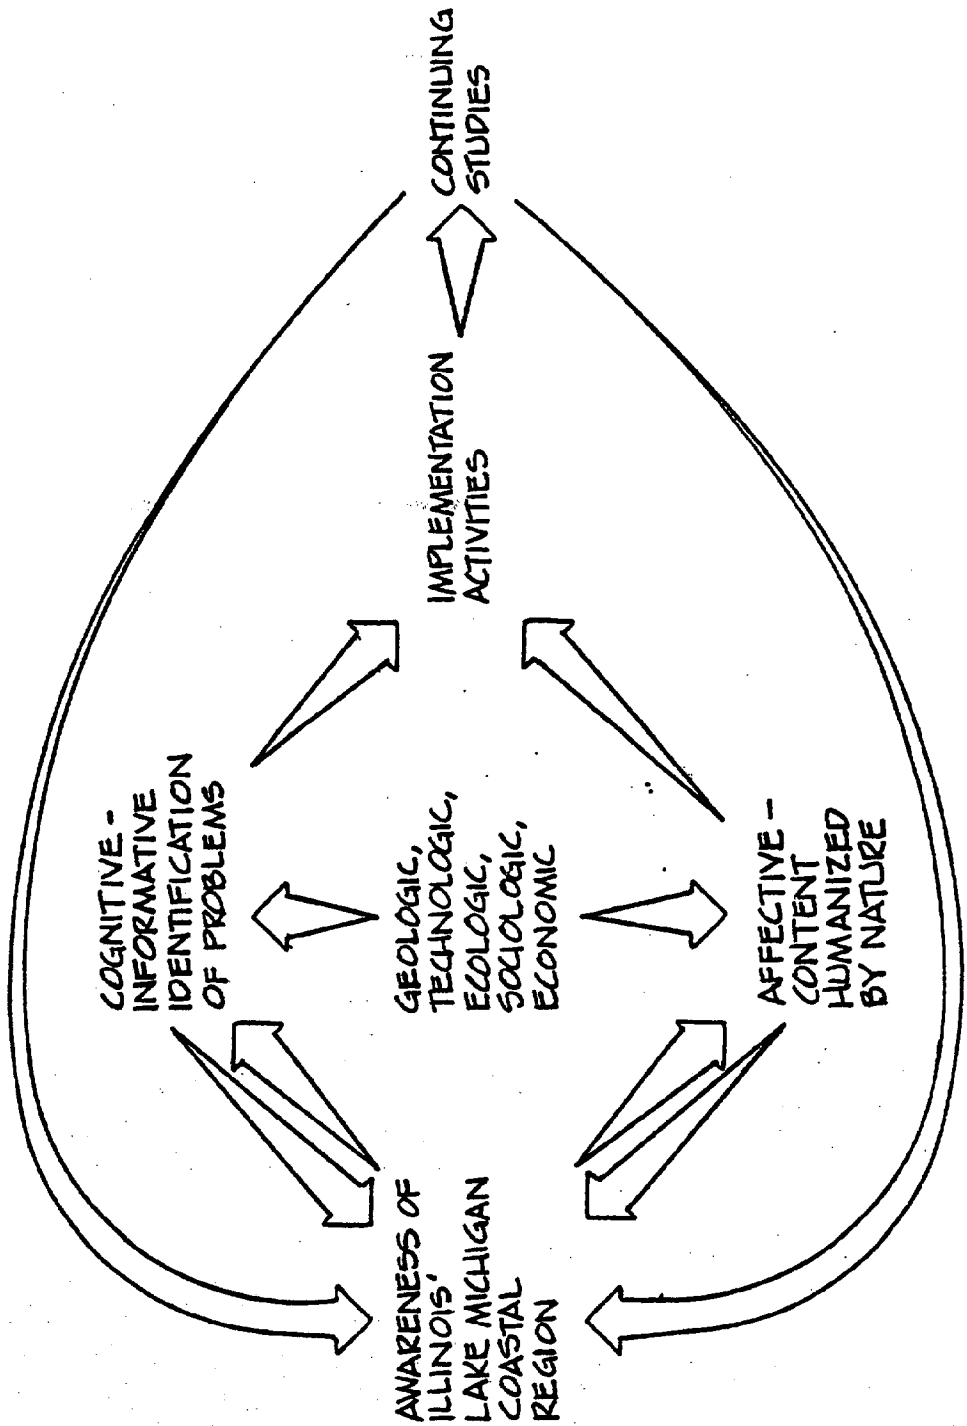 AWARENESS OF
ILLINOIS'
LAKE MICHIGAN
COASTAL
REGION
COGNITIVE -
INFORMATIVE
IDENTIFICATION
OF PROBLEMS
GEOLOGIC,
TECHNOLOGIC,
ECOLOGIC,
SOCIOLOGIC,
ECONOMIC
AFFECTIVE -
CONTENT
HUMANIZED
BY NATURE
IMPLEMENTATION
ACTIVITIES
CONTINUING
STUDIES